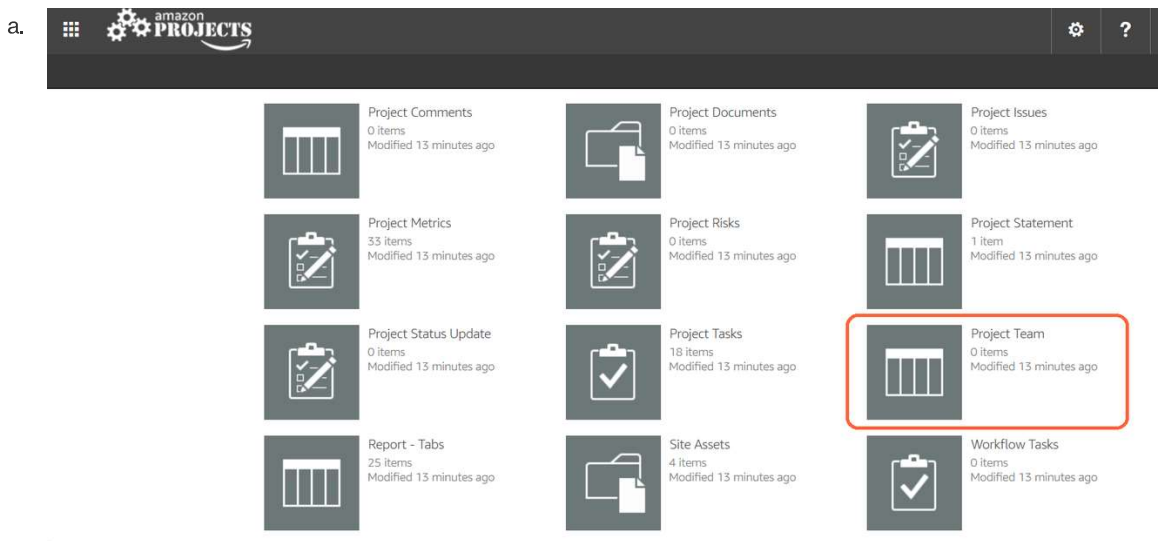 a.
amazon
PROJECTS
?
Project Comments
0 items
Modified 13 minutes ago
Project Documents
0 items
Modified 13 minutes ago
Project Issues
0 items
Modified 13 minutes ago
Project Metrics
33 items
Modified 13 minutes ago
Project Risks
0 items
Modified 13 minutes ago
Project Statement
1 item
Modified 13 minutes ago
Project Status Update
0 items
Modified 13 minutes ago
Project Tasks
18 items
Modified 13 minutes ago
Project Team
0 items
Modified 13 minutes ago
Report - Tabs
25 items
Modified 13 minutes ago
Site Assets
4 items
Modified 13 minutes ago
Workflow Tasks
0 items
Modified 13 minutes ago